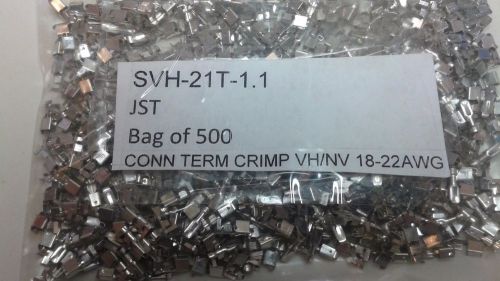 SVH-21T-1.1
JST
Bag of 500
CONN TERM CRIMP VH/NV 18-22AWG